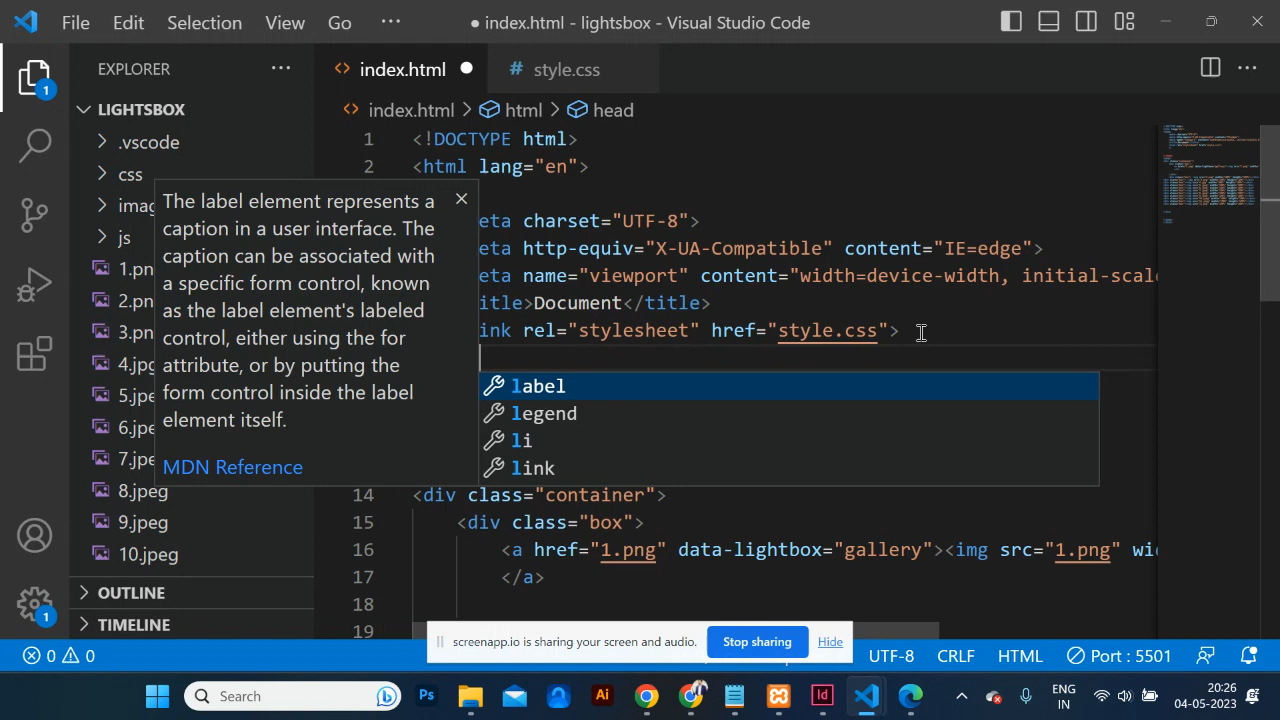 File Edit Selection View Go ··· ● index.html - lightsbox - Visual Studio Code
EXPLORER ···
index.html ●
# style.css
LIGHTSBOX
index.html > html > head
.vscode
css
js
1
2
<!DOCTYPE html>
<html lang="en">
The label element represents a
caption in a user interface. The
caption can be associated with
a specific form control, known
as the label element's labeled
control, either using the for
attribute, or by putting the
form control inside the label
element itself.
MDN Reference
eta charset="UTF-8">
eta http-equiv="X-UA-Compatible" content="IE=edge">
eta name="viewport" content="width=device-width, initial-scale
itle>Document</title>
ink rel="stylesheet" href="style.css">
label
legend
li
link
1.pn
2.pn
3.pn
4.jpg
5.jpe
6.jpe
7.jpe
8.jpeg
9.jpeg
10.jpeg
14 <div class="container">
15 <div class="box">
16 <a href="1.png" data-lightbox="gallery"><img src="1.png" wi
17 </a>
18
19
OUTLINE
TIMELINE
1
1
screenapp.io is sharing your screen and audio. Stop sharing Hide
0 0
UTF-8 CRLF HTML Port : 5501
Search
Ps
Ai
Id
ENG
IN
20:26
04-05-2023